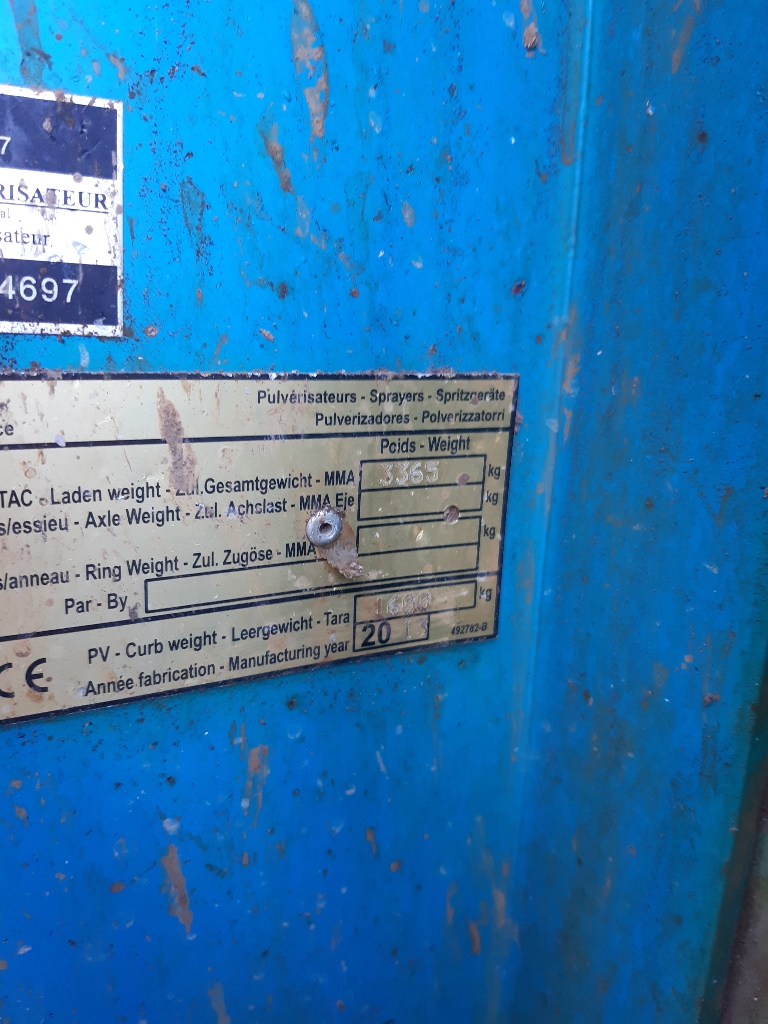 7
RISATEUR
al
sateur
4697
Pulvérisateurs - Sprayers - Spritzgeräte
ce
Pulverizadores - Polverizzatorri
Poids - Weight
TAC - Laden weight - Zul.Gesamtgewicht - MMA 3365 kg
s/essieu - Axle Weight - Zul. Achslast - MMA Eje kg
s/anneau - Ring Weight - Zul. Zugöse - MMA kg
Par - By
PV - Curb weight - Leergewicht - Tara 1600 kg
CE Année fabrication - Manufacturing year 2013 492782-B